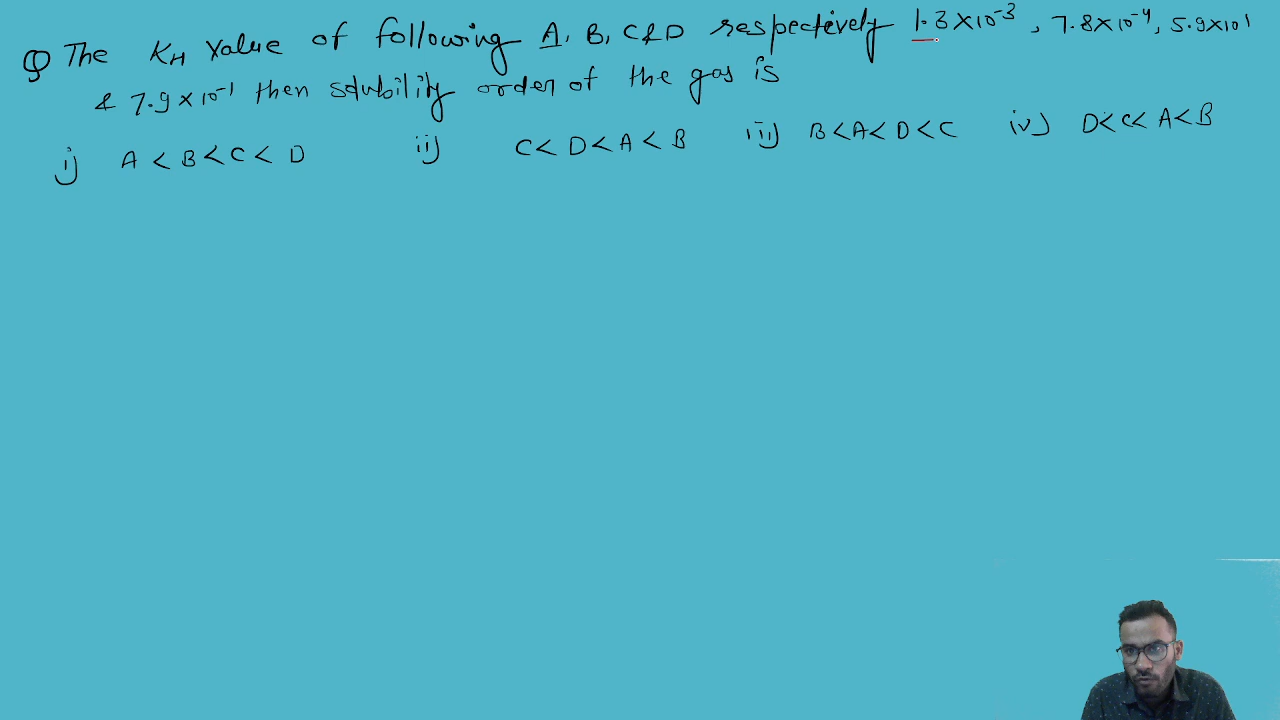 Q The KH Value of following A, B, C & D respectively 1.3×10⁻³, 7.8×10⁻⁴, 5.9×10¹
& 7.9×10⁻¹ then solubility order of the gas is
i) A < B < C < D ii) C < D < A < B iii) B < A < D < C iv) D < C < A < B